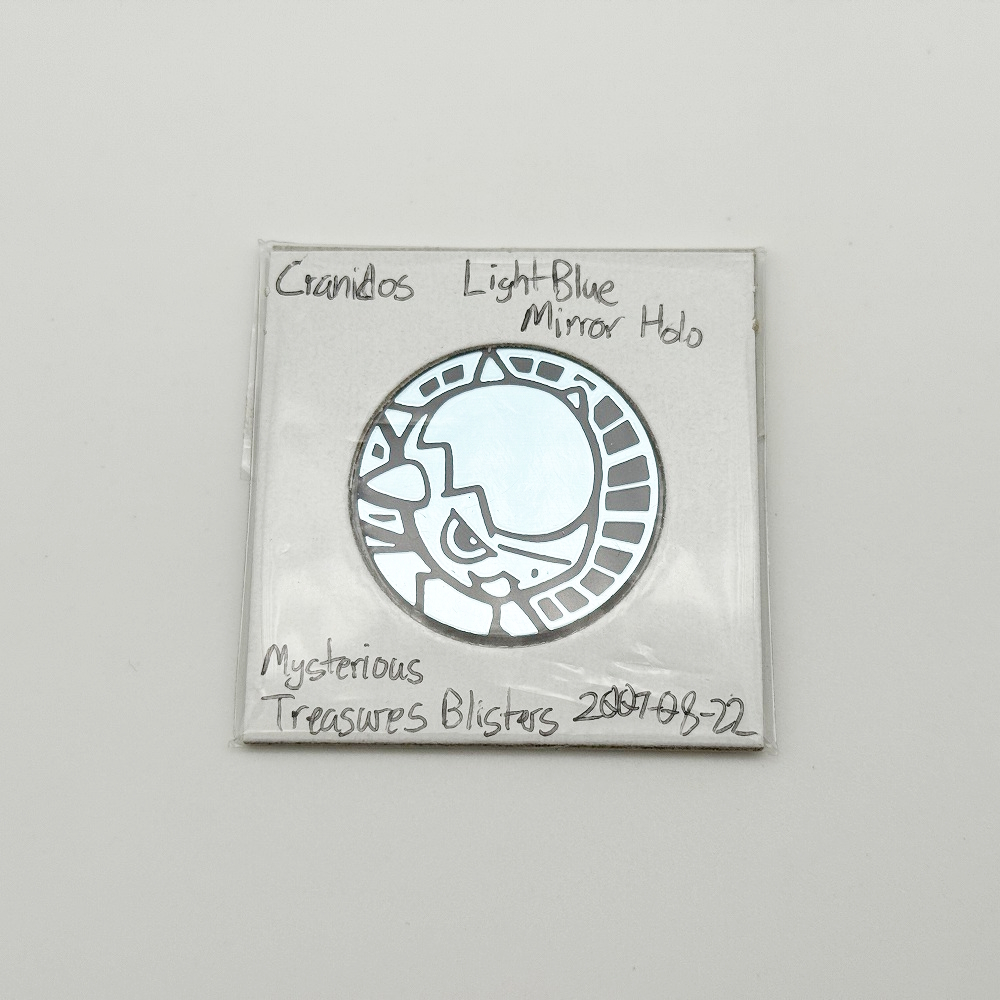 Cranidos Light Blue
Mirror Holo
Mysterious
Treasures Blisters 2007-08-22